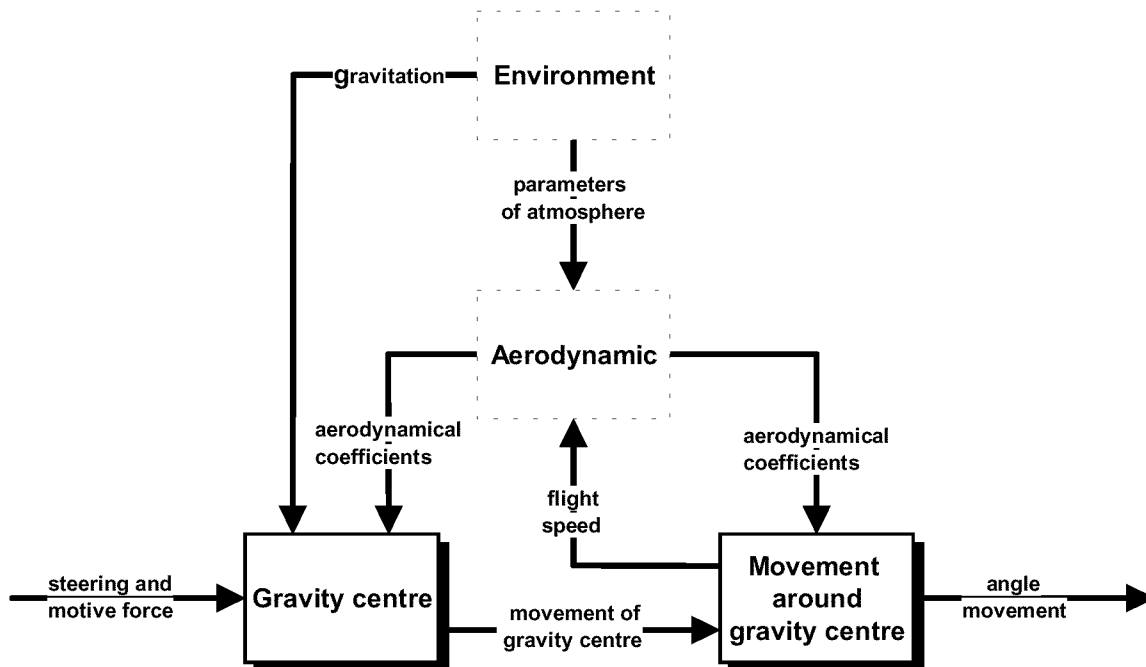 Environment
gravitation
parameters
of atmosphere
Aerodynamic
aerodynamical
coefficients
aerodynamical
coefficients
flight
speed
steering and
motive force
Gravity centre
movement of
gravity centre
Movement
around
gravity centre
angle
movement